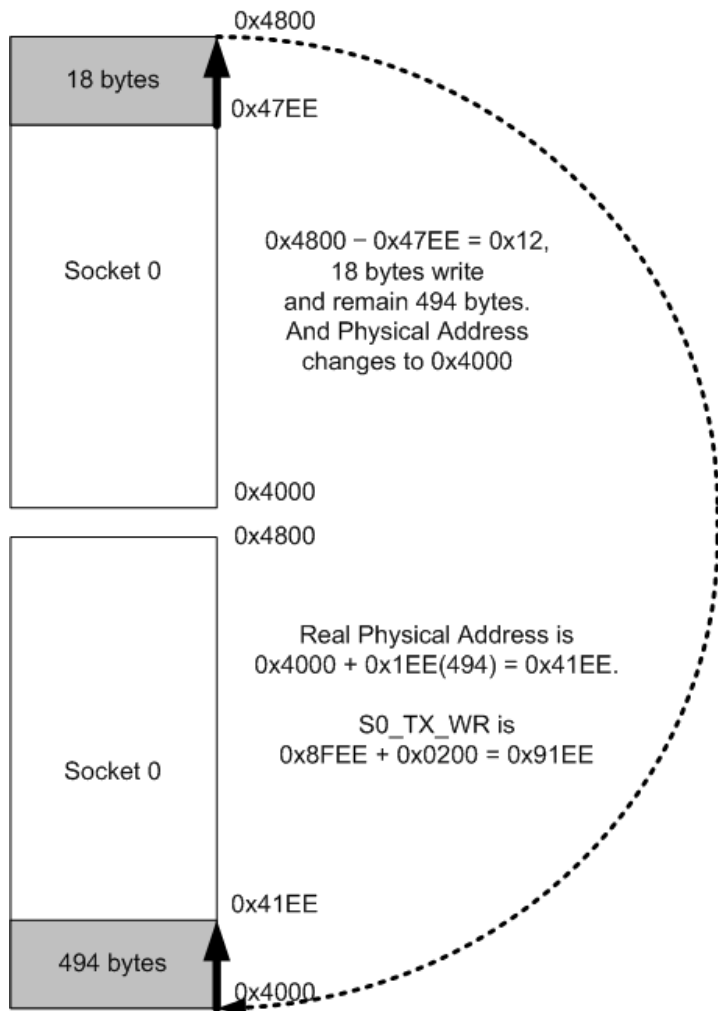 0x4800
18 bytes
0x47EE
Socket 0
0x4800 − 0x47EE = 0x12,
18 bytes write
and remain 494 bytes.
And Physical Address
changes to 0x4000
0x4000
0x4800
Real Physical Address is
0x4000 + 0x1EE(494) = 0x41EE.
S0_TX_WR is
0x8FEE + 0x0200 = 0x91EE
Socket 0
0x41EE
494 bytes
0x4000